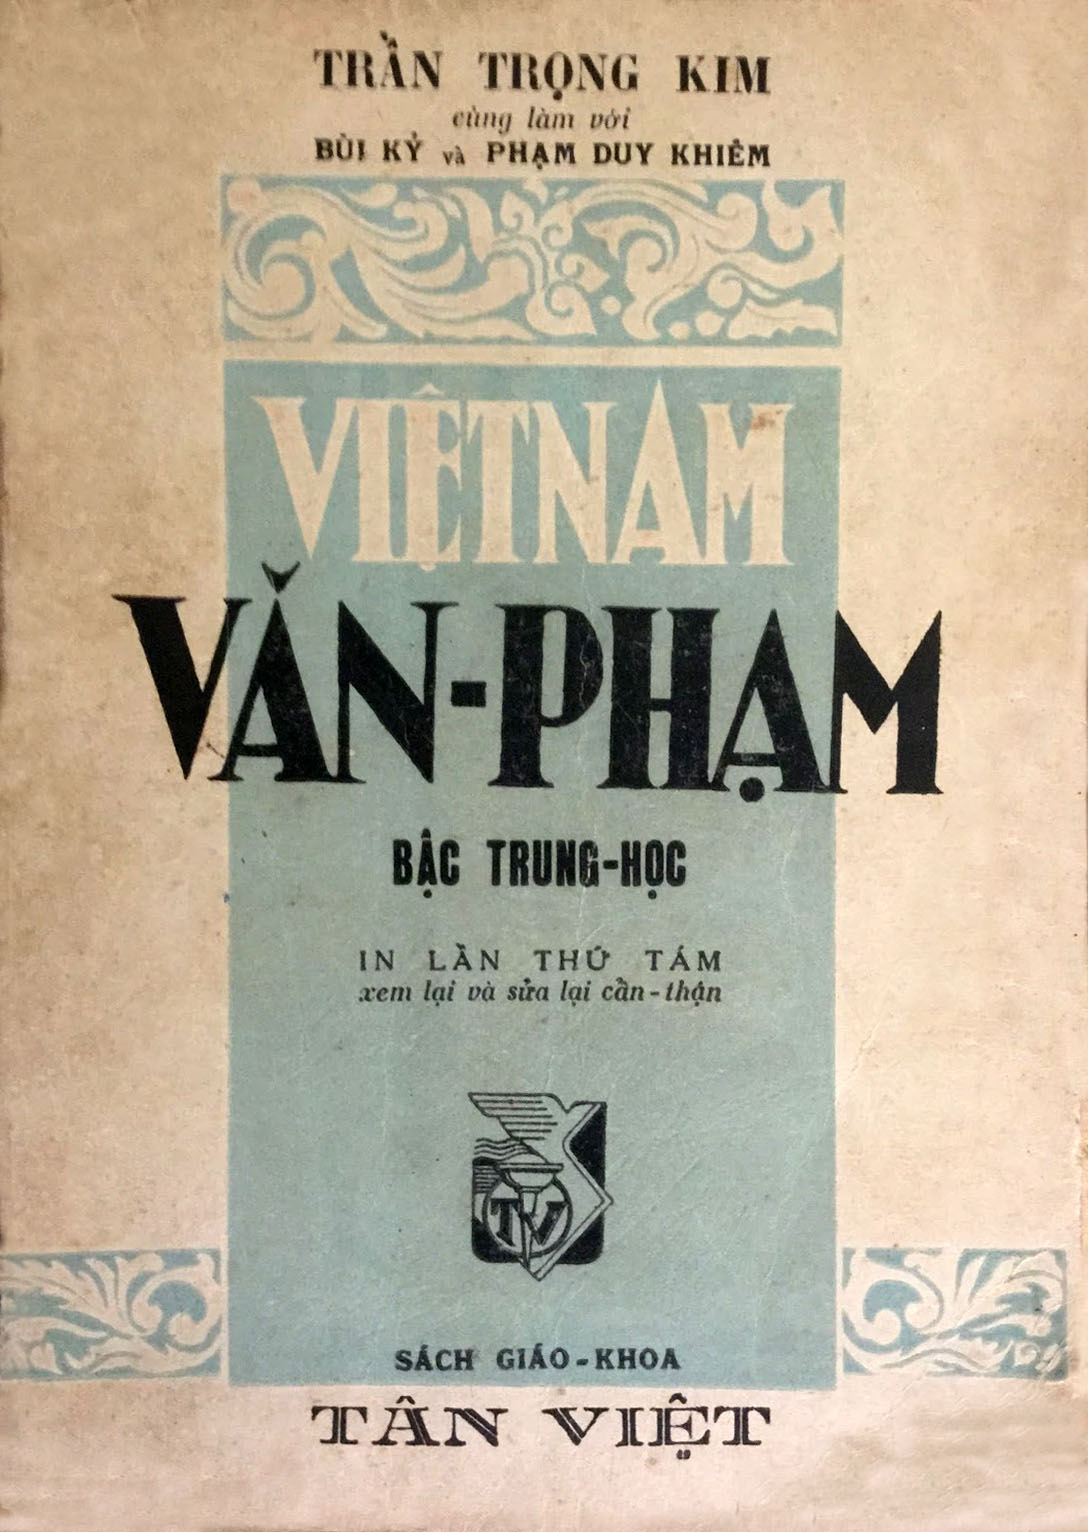 TRẦN TRỌNG KIM
cùng làm với
BÙI KỶ và PHẠM DUY KHIÊM
VIỆTNAM
VĂN-PHẠM
BẬC TRUNG-HỌC
IN LẦN THỨ TÁM
xem lại và sửa lại cẩn-thận
TV
SÁCH GIÁO-KHOA
TÂN VIỆT